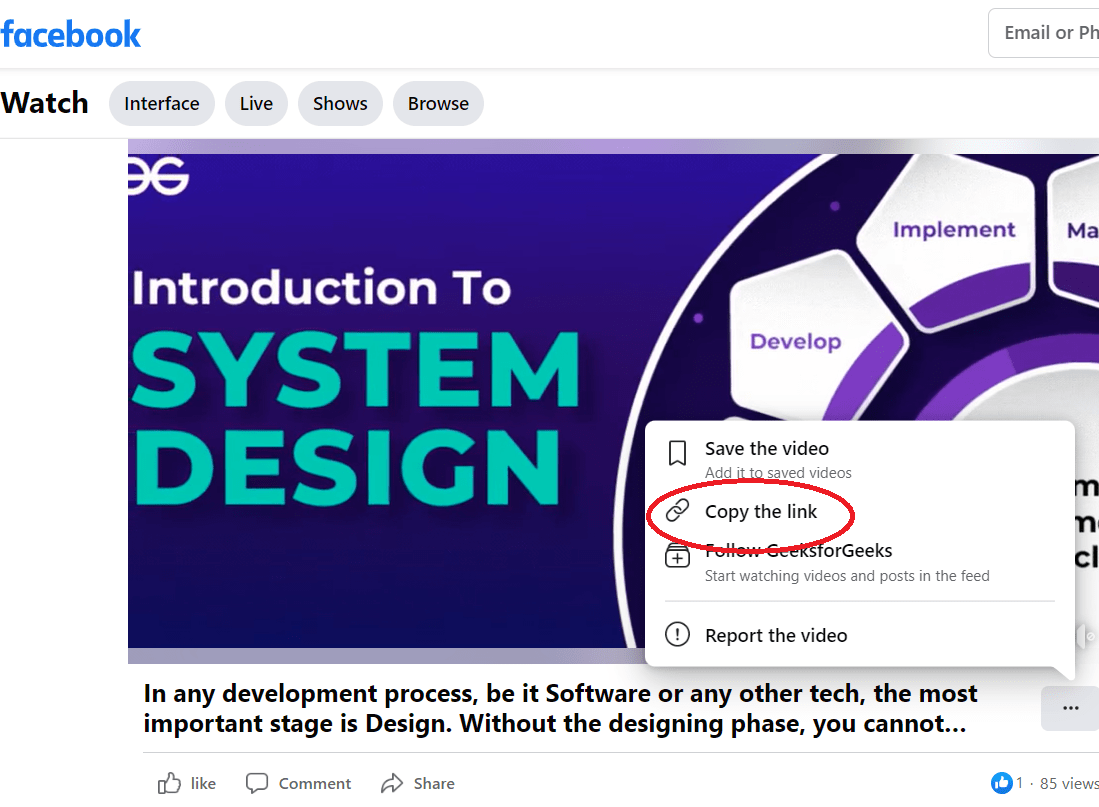 facebook
Email or Ph
Watch
Interface
Live
Shows
Browse
Introduction To
SYSTEM
DESIGN
Implement
Ma
Develop
Save the video
Add it to saved videos
Copy the link
Follow GeeksforGeeks
Start watching videos and posts in the feed
Report the video
In any development process, be it Software or any other tech, the most
important stage is Design. Without the designing phase, you cannot...
like
Comment
Share
1 · 85 views